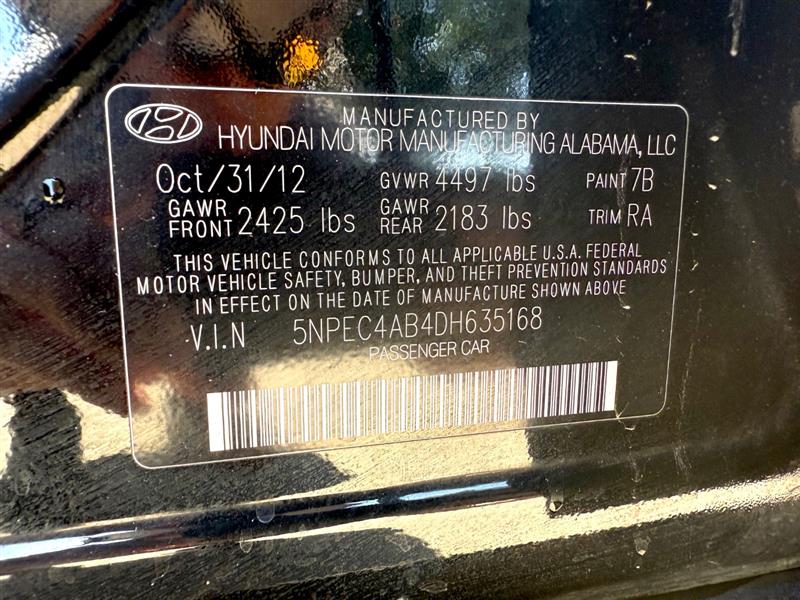 MANUFACTURED BY
HYUNDAI MOTOR MANUFACTURING ALABAMA, LLC
Oct/31/12 GVWR 4497 lbs PAINT 7B
GAWR FRONT 2425 lbs GAWR REAR 2183 lbs TRIM RA
THIS VEHICLE CONFORMS TO ALL APPLICABLE U.S.A. FEDERAL
MOTOR VEHICLE SAFETY, BUMPER, AND THEFT PREVENTION STANDARDS
IN EFFECT ON THE DATE OF MANUFACTURE SHOWN ABOVE
V.I.N 5NPEC4AB4DH635168
PASSENGER CAR